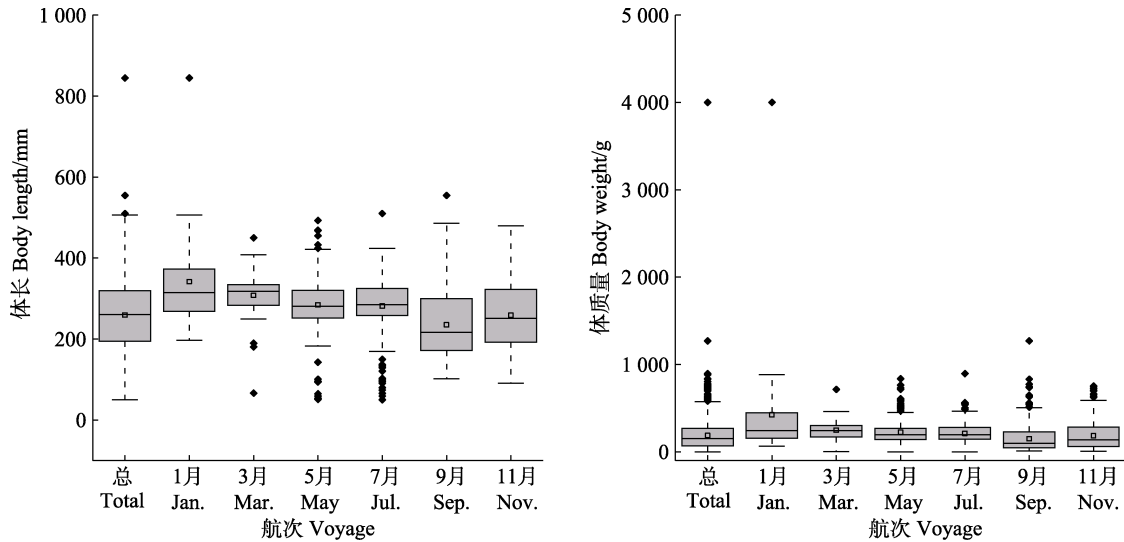 1 000
800
600
400
200
0
体长 Body length/mm
总 1月 3月 5月 7月 9月 11月
Total Jan. Mar. May Jul. Sep. Nov.
航次 Voyage
5 000
4 000
3 000
2 000
1 000
0
体质量 Body weight/g
总 1月 3月 5月 7月 9月 11月
Total Jan. Mar. May Jul. Sep. Nov.
航次 Voyage